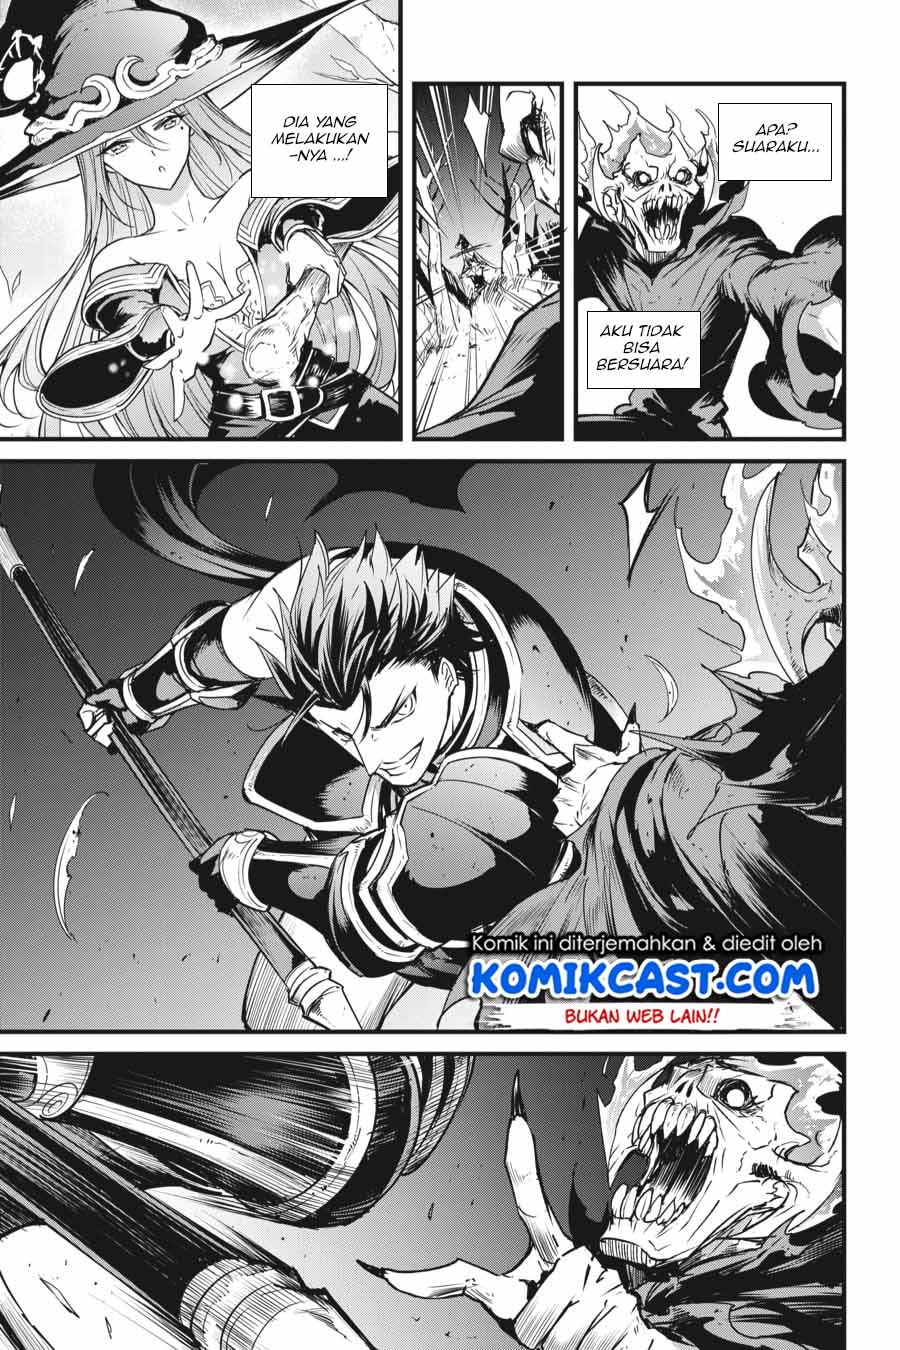 APA?
SUARAKU...
AKU TIDAK
BISA
BERSUARA!
DIA YANG
MELAKUKAN
-NYA ...!
Komik ini diterjemahkan & diedit oleh
KOMIKCAST.COM
BUKAN WEB LAIN!!